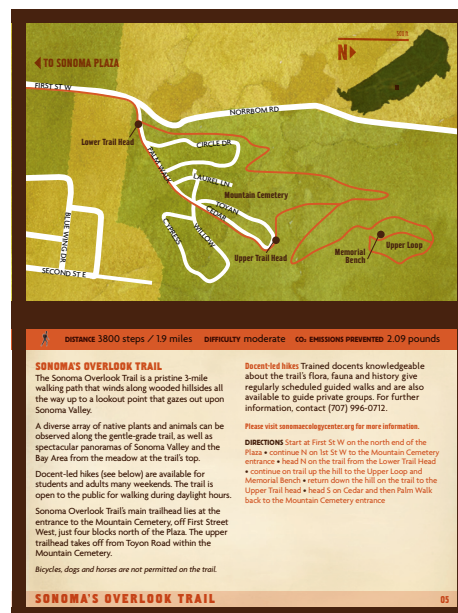 TO SONOMA PLAZA
N
FIRST ST W
NORRBOM RD
Lower Trail Head
CIRCLE DR
PALM WALK
LAUREL LN
Mountain Cemetery
TOYAN
CEDAR
CYPRESS
WILLOW
BLUE WING DR
SECOND ST E
Upper Trail Head
Memorial
Bench
Upper Loop
DISTANCE 3800 steps / 1.9 miles DIFFICULTY moderate CO₂ EMISSIONS PREVENTED 2.09 pounds
SONOMA'S OVERLOOK TRAIL
The Sonoma Overlook Trail is a pristine 3-mile
walking path that winds along wooded hillsides all
the way up to a lookout point that gazes out upon
Sonoma Valley.
A diverse array of native plants and animals can be
observed along the gentle-grade trail, as well as
spectacular panoramas of Sonoma Valley and the
Bay Area from the meadow at the trail's top.
Docent-led hikes (see below) are available for
students and adults many weekends. The trail is
open to the public for walking during daylight hours.
Sonoma Overlook Trail's main trailhead lies at the
entrance to the Mountain Cemetery, off First Street
West, just four blocks north of the Plaza. The upper
trailhead takes off from Toyon Road within the
Mountain Cemetery.
Bicycles, dogs and horses are not permitted on the trail.
Docent-led hikes Trained docents knowledgeable
about the trail's flora, fauna and history give
regularly scheduled guided walks and are also
available to guide private groups. For further
information, contact (707) 996-0712.
Please visit sonomaecologycenter.org for more information.
DIRECTIONS Start at First St W on the north end of the
Plaza • continue N on 1st St W to the Mountain Cemetery
entrance • head N on the trail from the Lower Trail Head
• continue on trail up the hill to the Upper Loop and
Memorial Bench • return down the hill on the trail to the
Upper Trail head • head S on Cedar and then Palm Walk
back to the Mountain Cemetery entrance
SONOMA'S OVERLOOK TRAIL 05